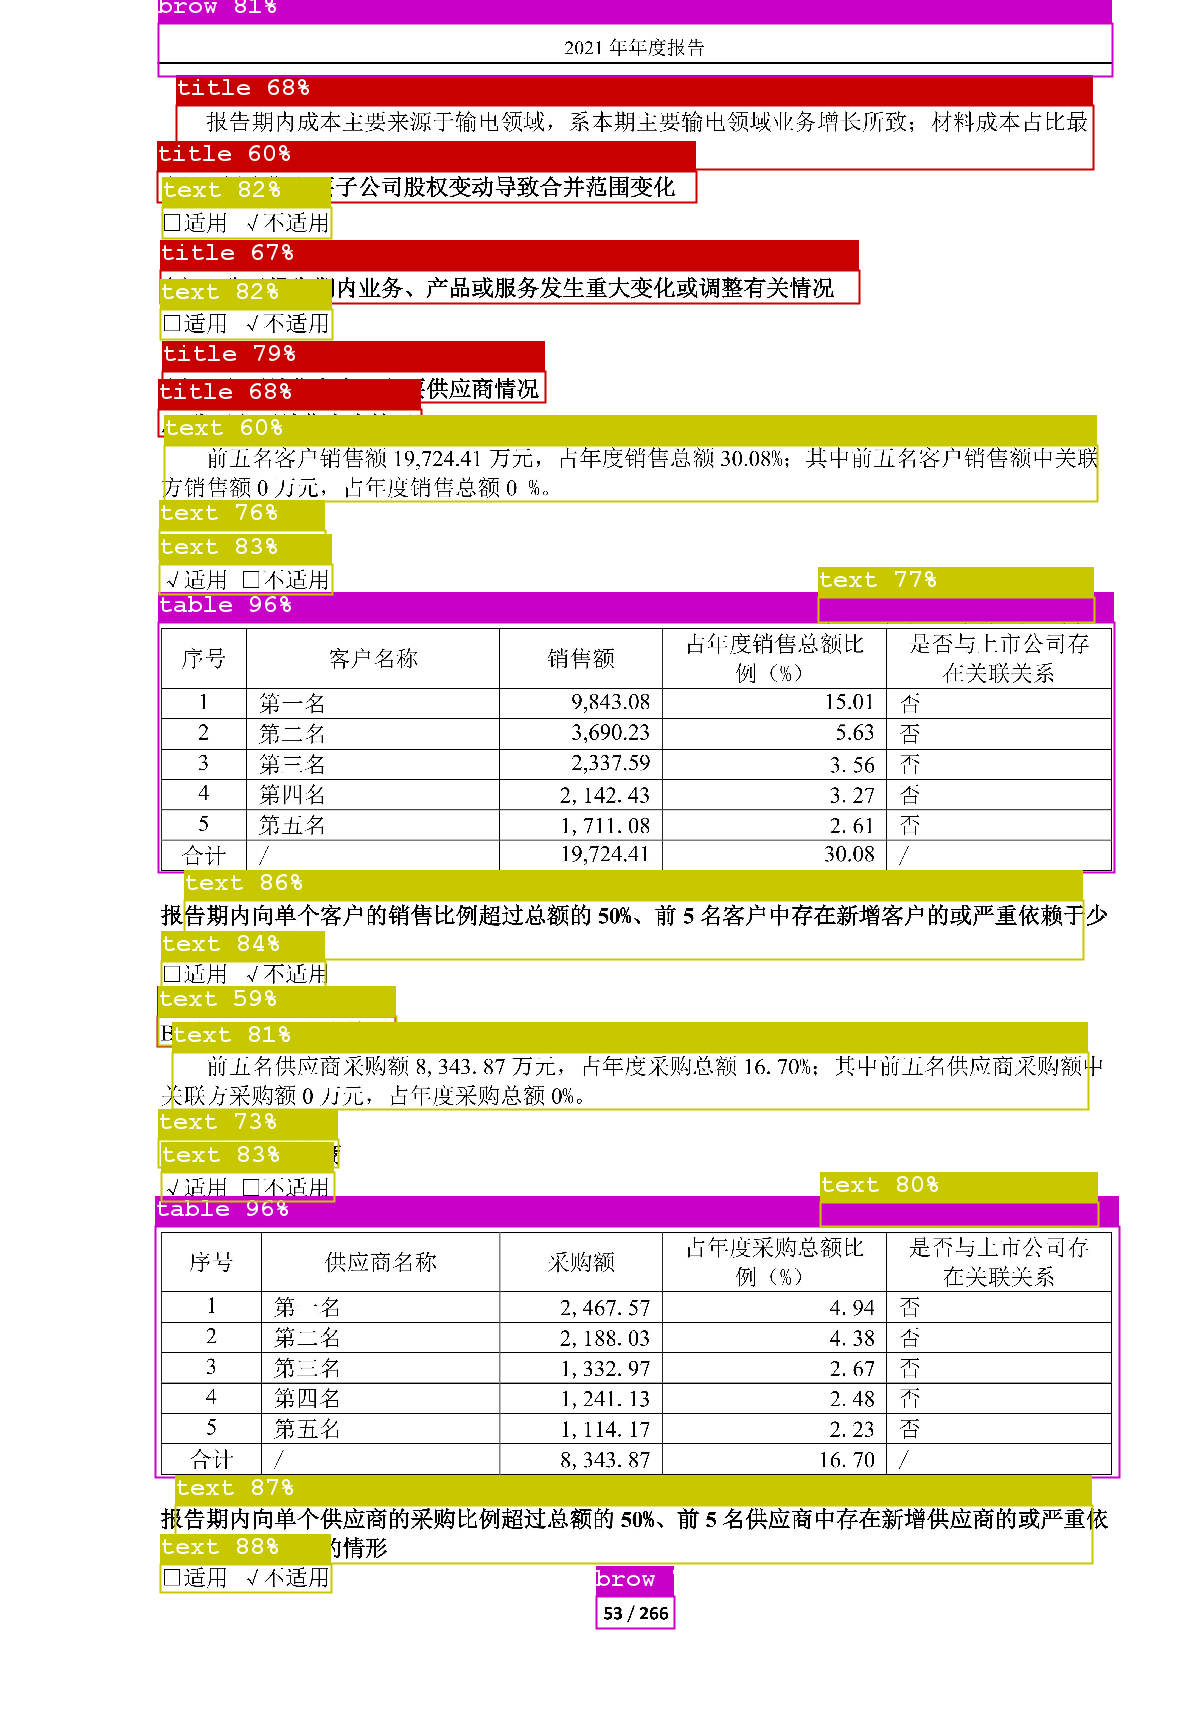 brow 81%
2021 年年度报告
title 68%
报告期内成本主要来源于输电领域，系本期主要输电领域业务增长所致；材料成本占比最
title 60%
子公司股权变动导致合并范围变化
text 82%
□适用 √不适用
title 67%
内业务、产品或服务发生重大变化或调整有关情况
text 82%
□适用 √不适用
title 79%
供应商情况
title 68%
text 60%
前五名客户销售额 19,724.41 万元，占年度销售总额 30.08%；其中前五名客户销售额中关联
方销售额 0 万元，占年度销售总额 0 %。
text 76%
text 83%
√适用 □不适用
text 77%
table 96%
序号 客户名称 销售额 占年度销售总额比例（%） 是否与上市公司存在关联关系
1 第一名 9,843.08 15.01 否
2 第二名 3,690.23 5.63 否
3 第三名 2,337.59 3.56 否
4 第四名 2,142.43 3.27 否
5 第五名 1,711.08 2.61 否
合计 / 19,724.41 30.08 /
text 86%
报告期内向单个客户的销售比例超过总额的 50%、前 5 名客户中存在新增客户的或严重依赖于少
text 84%
□适用 √不适用
text 59%
B
text 81%
前五名供应商采购额 8,343.87 万元，占年度采购总额 16.70%；其中前五名供应商采购额中
关联方采购额 0 万元，占年度采购总额 0%。
text 73%
text 83%
√适用 □不适用
text 80%
table 96%
序号 供应商名称 采购额 占年度采购总额比例（%） 是否与上市公司存在关联关系
1 第一名 2,467.57 4.94 否
2 第二名 2,188.03 4.38 否
3 第三名 1,332.97 2.67 否
4 第四名 1,241.13 2.48 否
5 第五名 1,114.17 2.23 否
合计 / 8,343.87 16.70 /
text 87%
报告期内向单个供应商的采购比例超过总额的 50%、前 5 名供应商中存在新增供应商的或严重依
的情形
text 88%
□适用 √不适用
brow
53 / 266